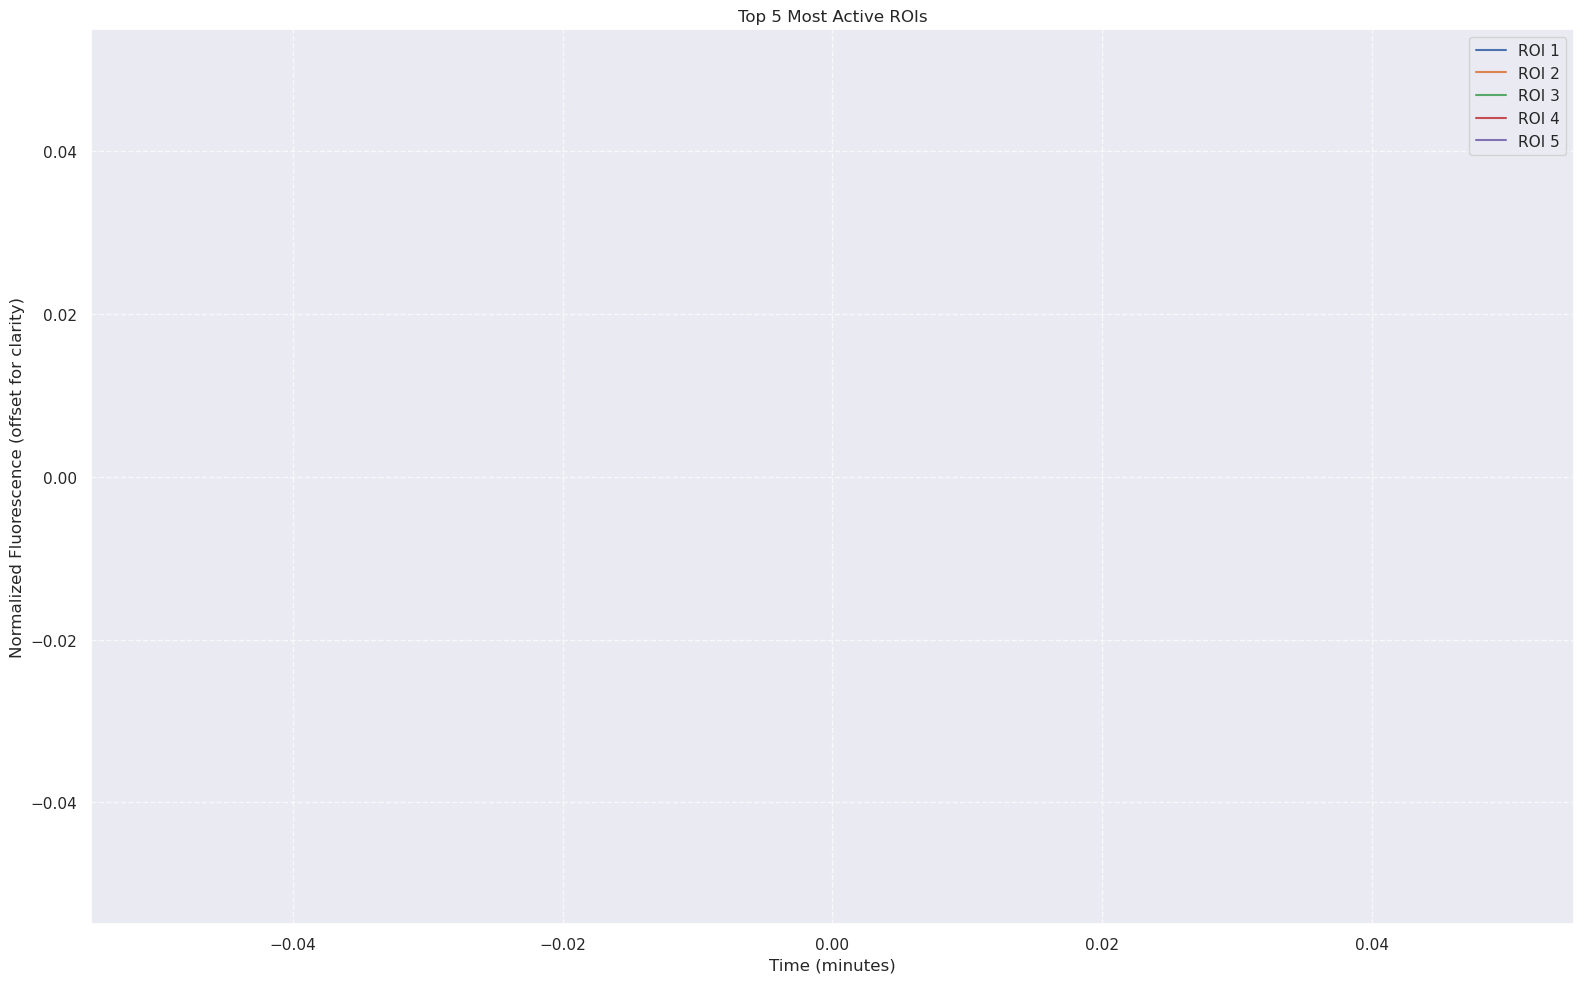 Top 5 Most Active ROIs
ROI 1
ROI 2
ROI 3
ROI 4
ROI 5
Normalized Fluorescence (offset for clarity)
0.04
0.02
0.00
−0.02
−0.04
−0.04
−0.02
0.00
0.02
0.04
Time (minutes)